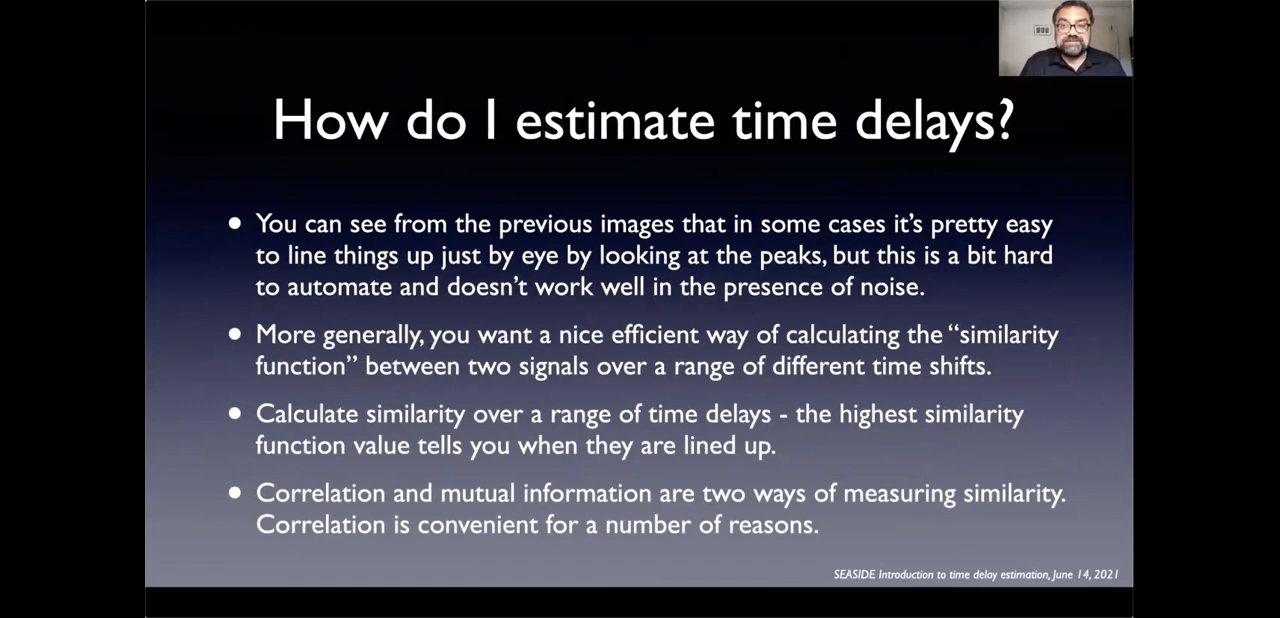 How do I estimate time delays?
• You can see from the previous images that in some cases it’s pretty easy
to line things up just by eye by looking at the peaks, but this is a bit hard
to automate and doesn’t work well in the presence of noise.
• More generally, you want a nice efficient way of calculating the “similarity
function” between two signals over a range of different time shifts.
• Calculate similarity over a range of time delays - the highest similarity
function value tells you when they are lined up.
• Correlation and mutual information are two ways of measuring similarity.
Correlation is convenient for a number of reasons.
SEASIDE Introduction to time delay estimation, June 14, 2021